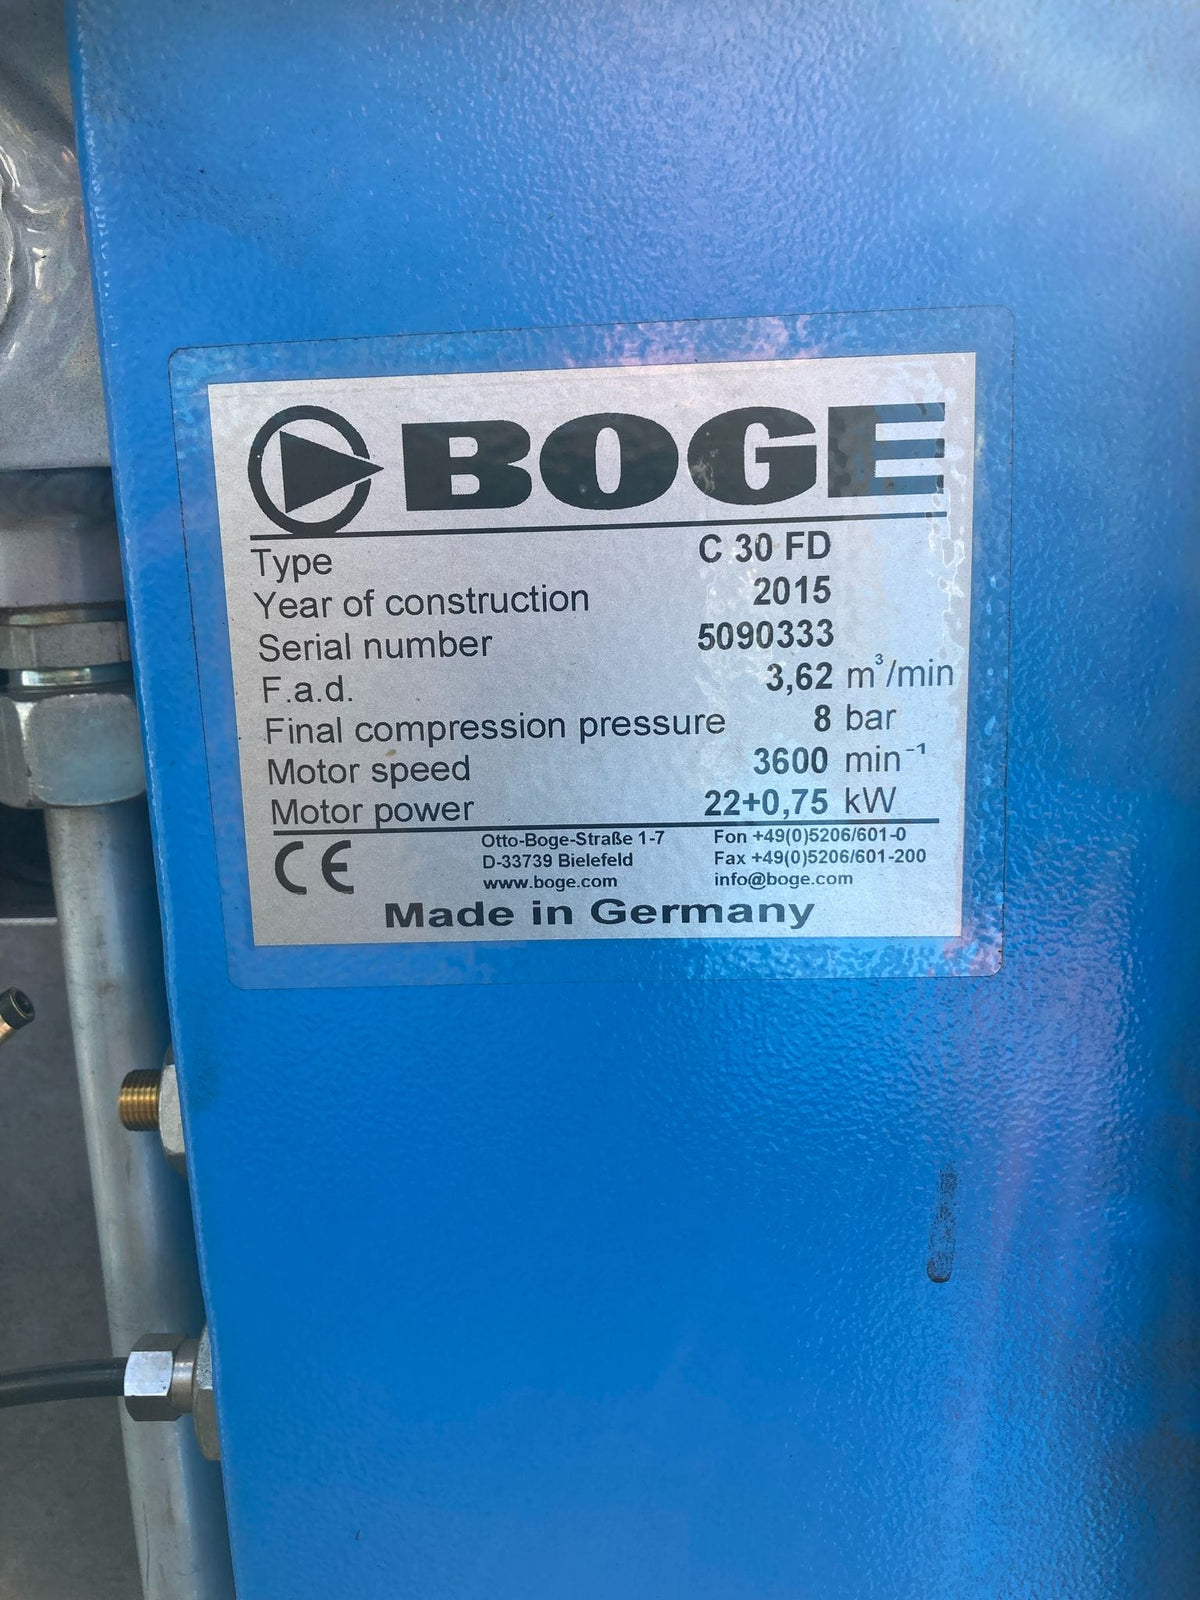 BOGE
Type C 30 FD
Year of construction 2015
Serial number 5090333
F.a.d. 3,62 m³/min
Final compression pressure 8 bar
Motor speed 3600 min⁻¹
Motor power 22+0,75 kW
CE
Otto-Boge-Straße 1-7 Fon +49(0)5206/601-0
D-33739 Bielefeld Fax +49(0)5206/601-200
www.boge.com info@boge.com
Made in Germany